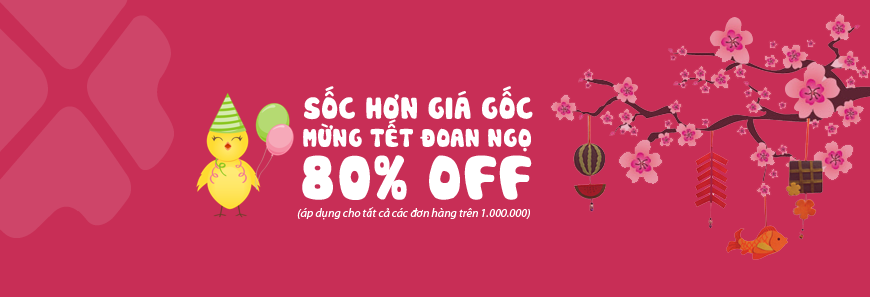 SỐC HƠN GIÁ GỐC
MỪNG TẾT ĐOAN NGỌ
80% OFF
(áp dụng cho tất cả các đơn hàng trên 1.000.000)